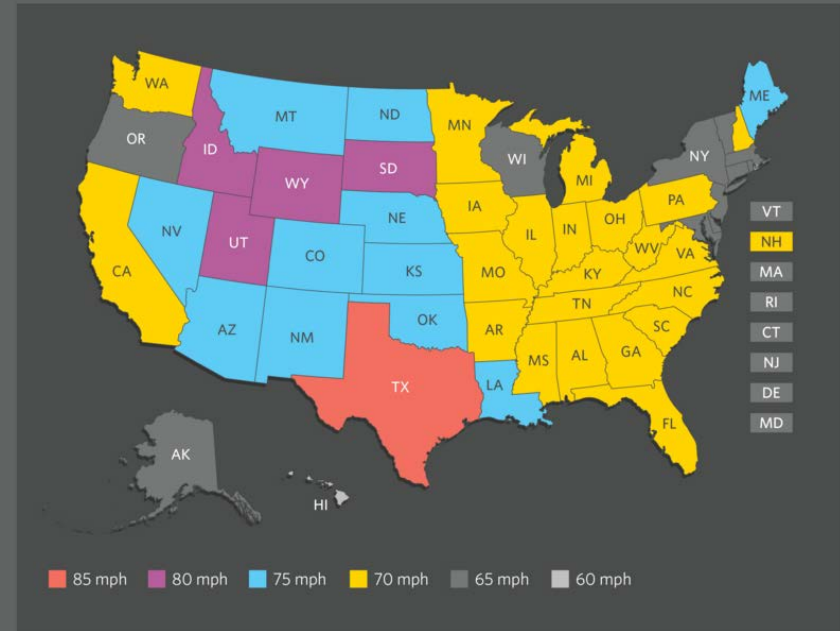 WA
MT
ND
MN
ME
OR
ID
WY
SD
WI
NY
MI
NV
UT
NE
IA
PA
CA
CO
IL
IN
OH
KS
MO
WV
VA
KY
AZ
NM
OK
AR
TN
NC
SC
MS
AL
GA
TX
LA
FL
VT
NH
MA
RI
CT
NJ
DE
MD
AK
HI
85 mph
80 mph
75 mph
70 mph
65 mph
60 mph